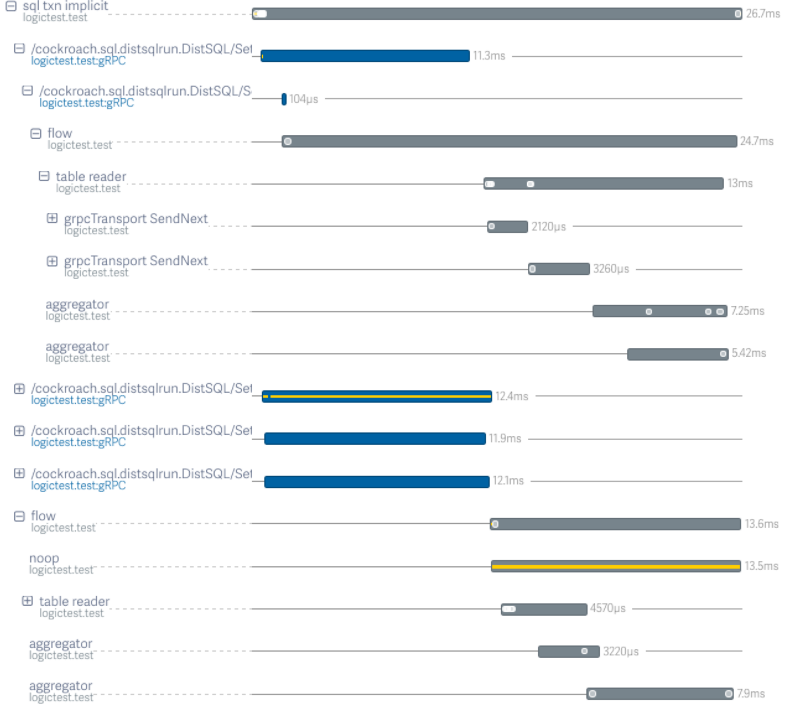 sql txn implicit
logictest.test
26.7ms
/cockroach.sql.distsqlrun.DistSQL/Set
logictest.test:gRPC
11.3ms
/cockroach.sql.distsqlrun.DistSQL/S
logictest.test:gRPC
104µs
flow
logictest.test
24.7ms
table reader
logictest.test
13ms
grpcTransport SendNext
logictest.test
2120µs
grpcTransport SendNext
logictest.test
3260µs
aggregator
logictest.test
7.25ms
aggregator
logictest.test
5.42ms
/cockroach.sql.distsqlrun.DistSQL/Set
logictest.test:gRPC
12.4ms
/cockroach.sql.distsqlrun.DistSQL/Set
logictest.test:gRPC
11.9ms
/cockroach.sql.distsqlrun.DistSQL/Set
logictest.test:gRPC
12.1ms
flow
logictest.test
13.6ms
noop
logictest.test
13.5ms
table reader
logictest.test
4570µs
aggregator
logictest.test
3220µs
aggregator
logictest.test
7.9ms